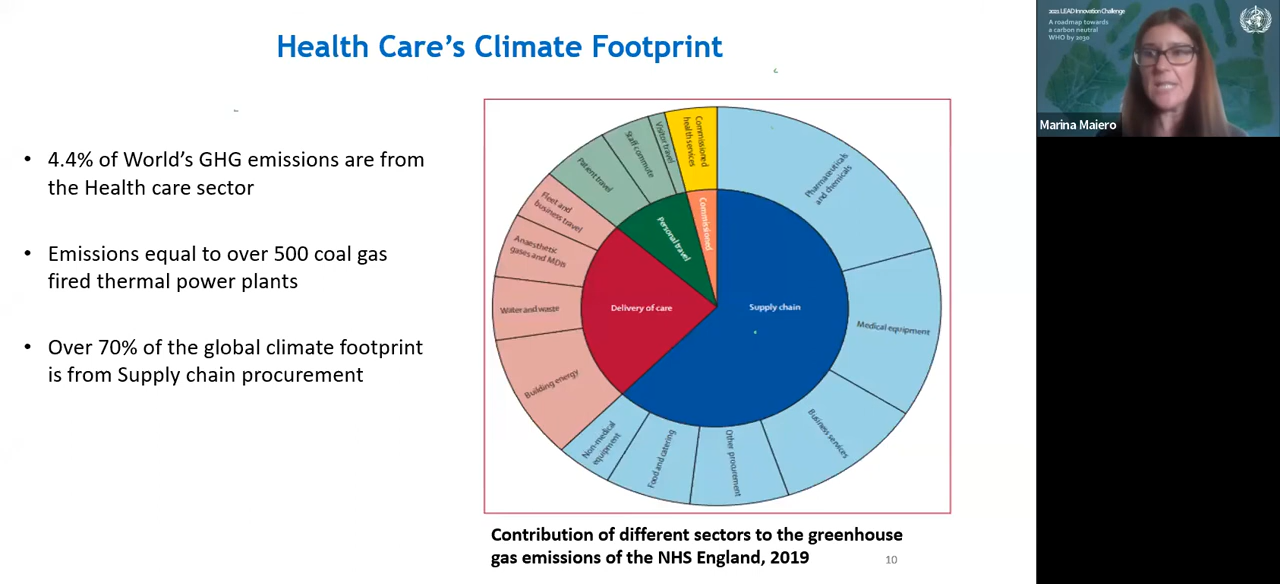 Health Care’s Climate Footprint
• 4.4% of World’s GHG emissions are from
the Health care sector
• Emissions equal to over 500 coal gas
fired thermal power plants
• Over 70% of the global climate footprint
is from Supply chain procurement
Pharmaceuticals
and chemicals
Medical equipment
Business services
Other procurement
Food and catering
Non-medical
equipment
Building energy
Water and waste
Anaesthetic
gases and MDIs
Fleet and
business travel
Patient travel
Staff commute
Visitor travel
Commissioned
health services
Supply chain
Delivery of care
Personal travel
Commissioned
Contribution of different sectors to the greenhouse
gas emissions of the NHS England, 2019
10
2021 LEAD Innovation Challenge
A roadmap towards
a carbon neutral
WHO by 2030
Marina Maiero